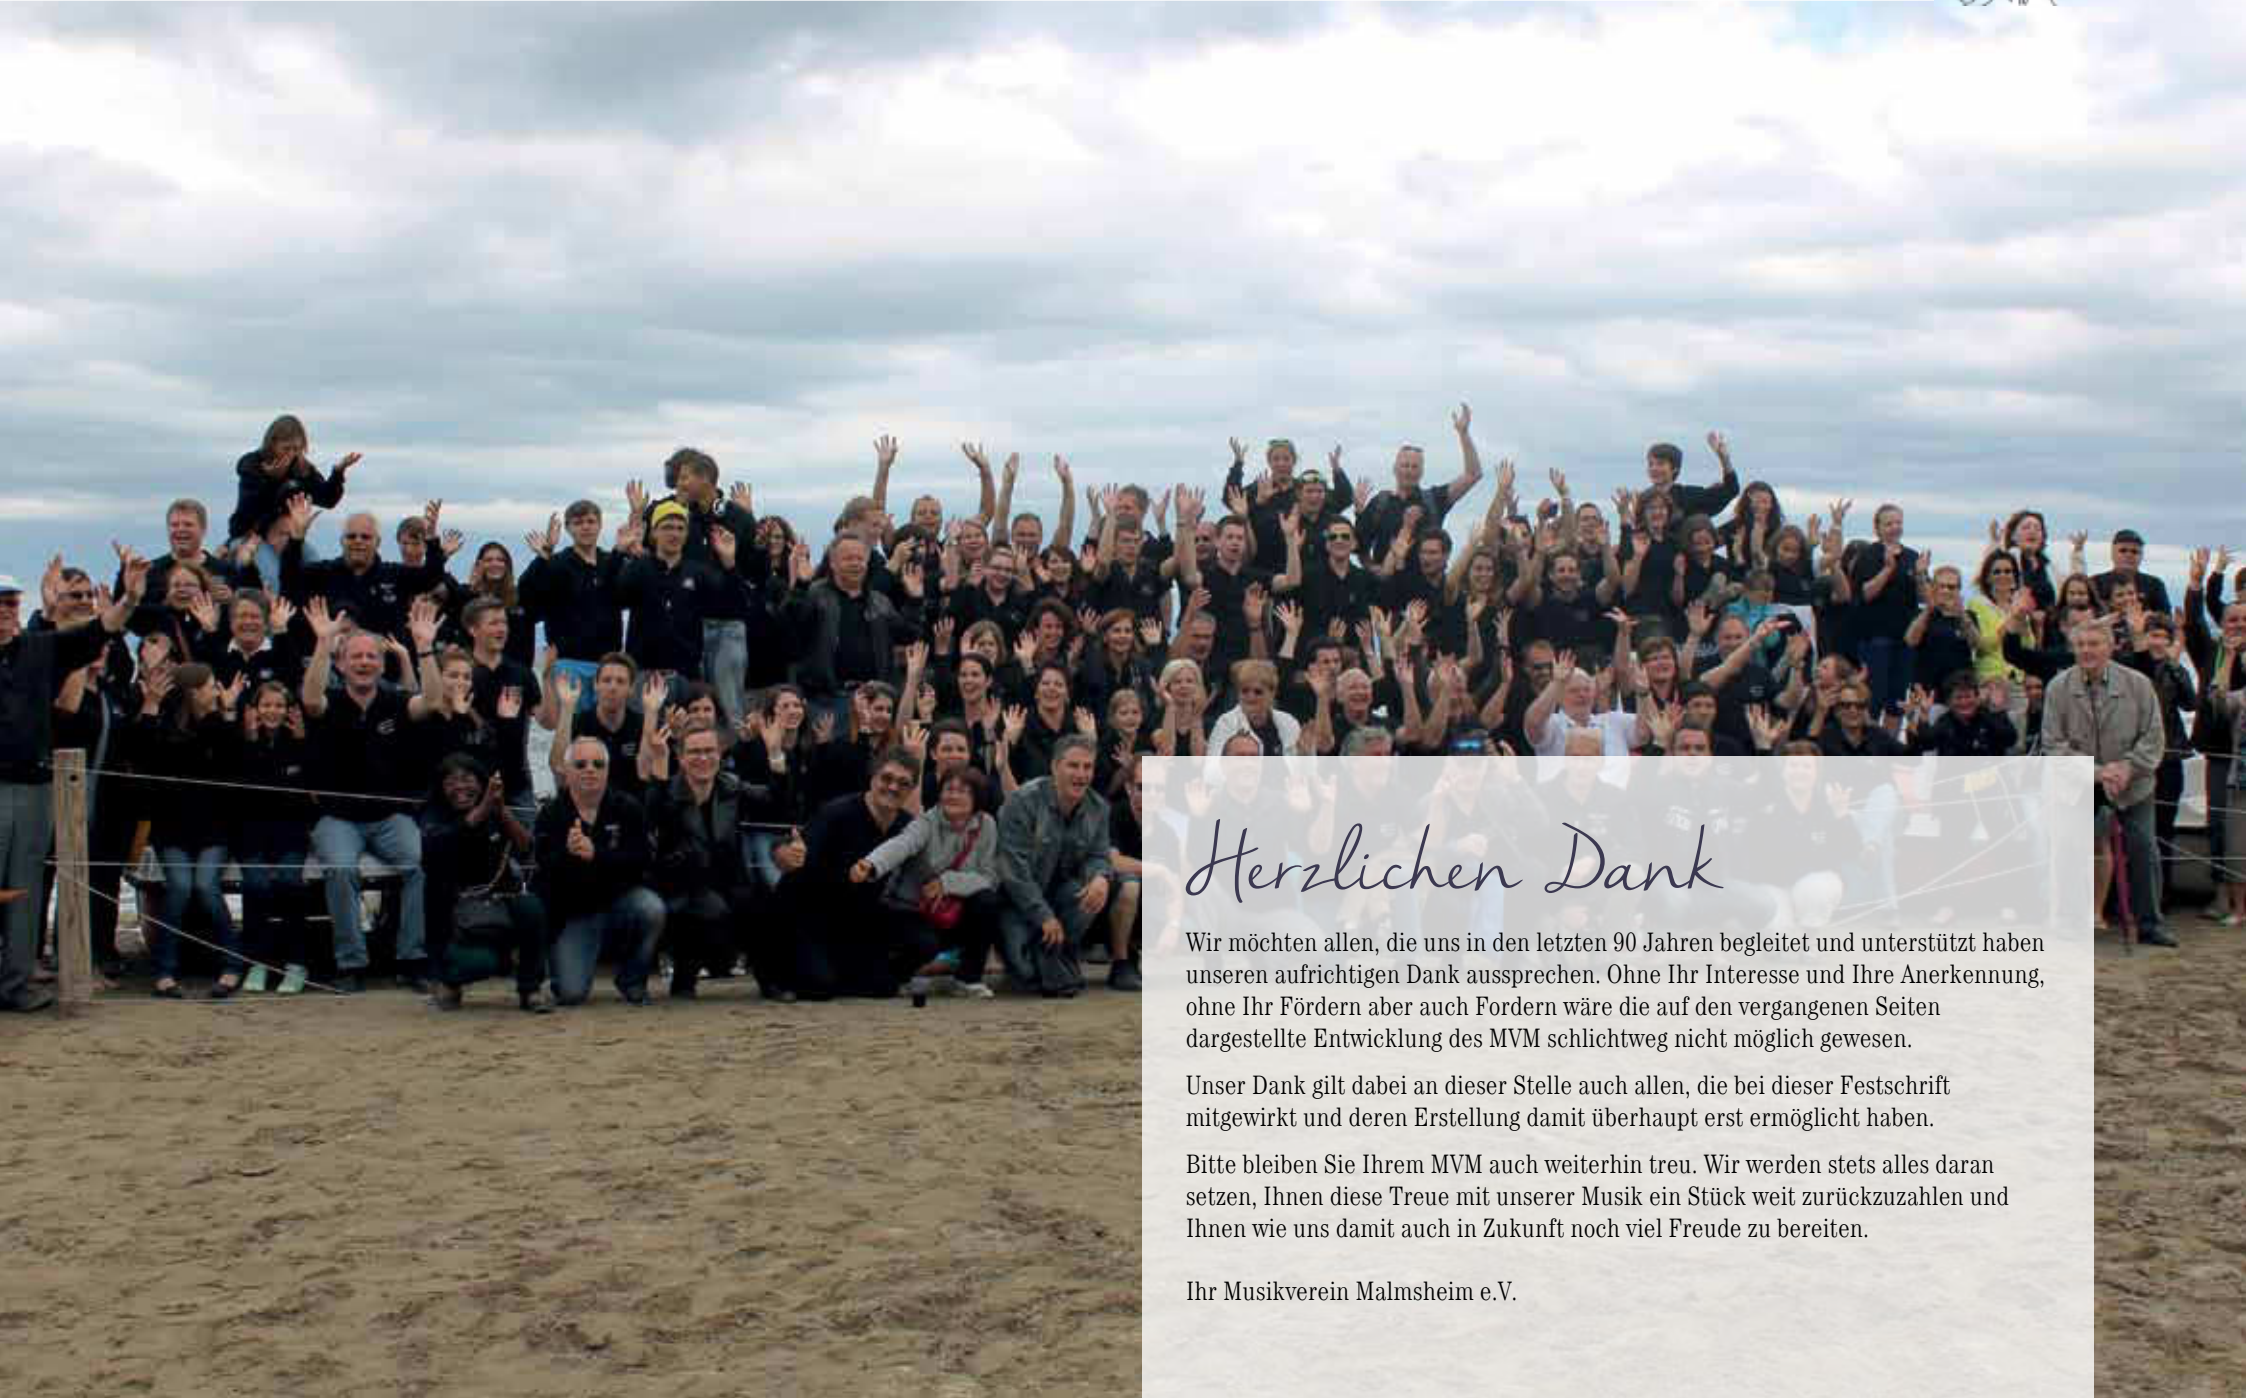 Herzlichen Dank
Wir möchten allen, die uns in den letzten 90 Jahren begleitet und unterstützt haben
unseren aufrichtigen Dank aussprechen. Ohne Ihr Interesse und Ihre Anerkennung,
ohne Ihr Fördern aber auch Fordern wäre die auf den vergangenen Seiten
dargestellte Entwicklung des MVM schlichtweg nicht möglich gewesen.
Unser Dank gilt dabei an dieser Stelle auch allen, die bei dieser Festschrift
mitgewirkt und deren Erstellung damit überhaupt erst ermöglicht haben.
Bitte bleiben Sie Ihrem MVM auch weiterhin treu. Wir werden stets alles daran
setzen, Ihnen diese Treue mit unserer Musik ein Stück weit zurückzuzahlen und
Ihnen wie uns damit auch in Zukunft noch viel Freude zu bereiten.
Ihr Musikverein Malmsheim e.V.